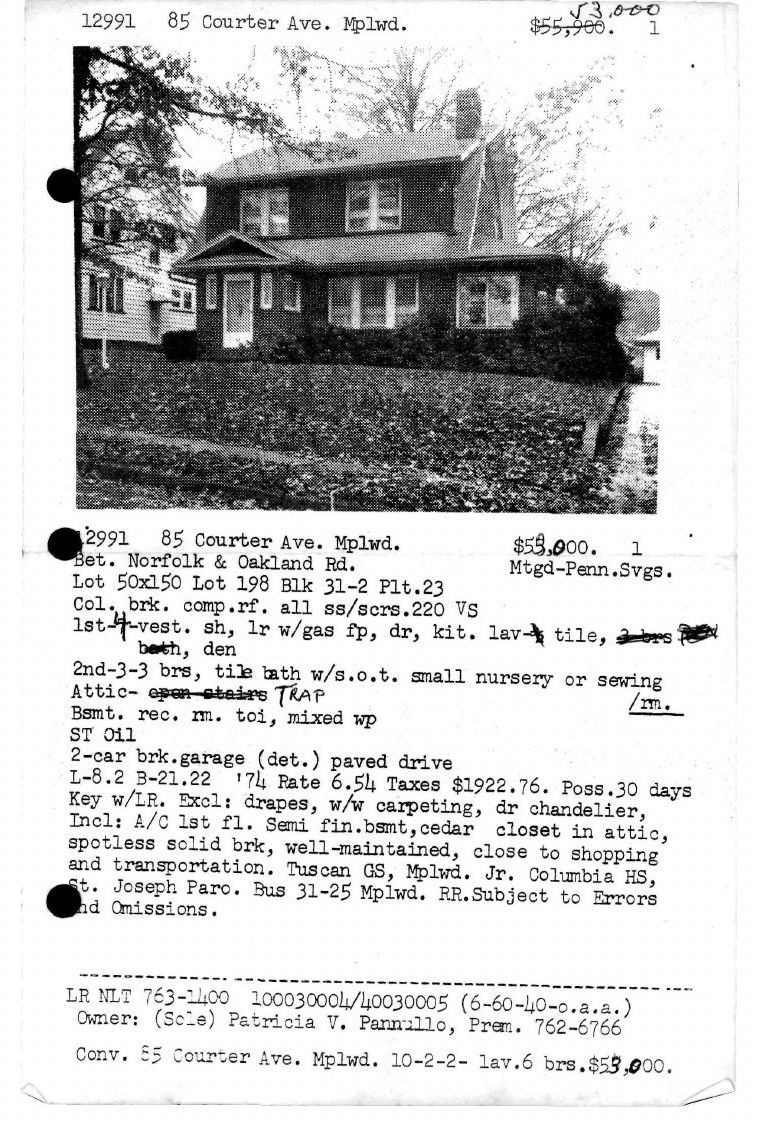 53,000
12991 85 Courter Ave. Mplwd. $55,900. 1
12991 85 Courter Ave. Mplwd. $53,000. 1
Bet. Norfolk & Oakland Rd. Mtgd-Penn.Svgs.
Lot 50x150 Lot 198 Blk 31-2 Plt.23
Col. brk. comp.rf. all ss/scrs.220 VS
1st-4-vest. sh, lr w/gas fp, dr, kit. lav- tile, 3 brs
bath, den
2nd-3-3 brs, tile bath w/s.o.t. small nursery or sewing
Attic- open stairs TRAP /rm.
Bsmt. rec. rm. toi, mixed wp
ST Oil
2-car brk.garage (det.) paved drive
L-8.2 B-21.22 '74 Rate 6.54 Taxes $1922.76. Poss.30 days
Key w/LR. Excl: drapes, w/w carpeting, dr chandelier,
Incl: A/C 1st fl. Semi fin.bsmt,cedar closet in attic,
spotless solid brk, well-maintained, close to shopping
and transportation. Tuscan GS, Mplwd. Jr. Columbia HS,
St. Joseph Paro. Bus 31-25 Mplwd. RR.Subject to Errors
and Omissions.
LR NLT 763-1400 100030004/40030005 (6-60-40-o.a.a.)
Owner: (Sole) Patricia V. Pannullo, Prem. 762-6766
Conv. 85 Courter Ave. Mplwd. 10-2-2- lav.6 brs.$53,000.